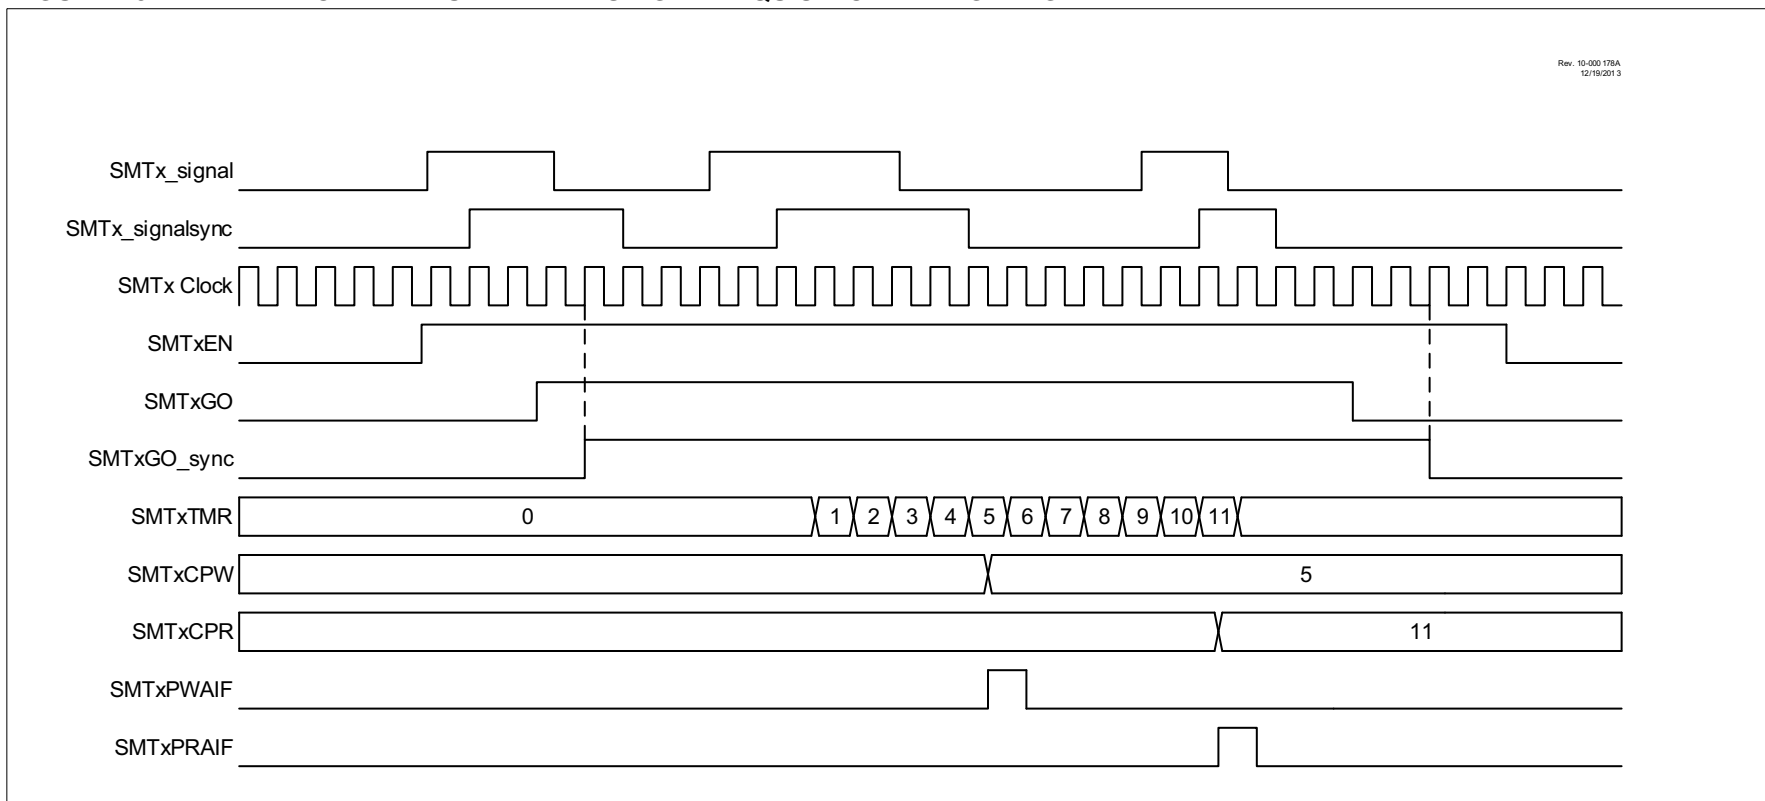 Rev. 10-000 178A
12/19/201 3
SMTx_signal
SMTx_signalsync
SMTx Clock
SMTxEN
SMTxGO
SMTxGO_sync
SMTxTMR 0 1 2 3 4 5 6 7 8 9 10 11
SMTxCPW 5
SMTxCPR 11
SMTxPWAIF
SMTxPRAIF